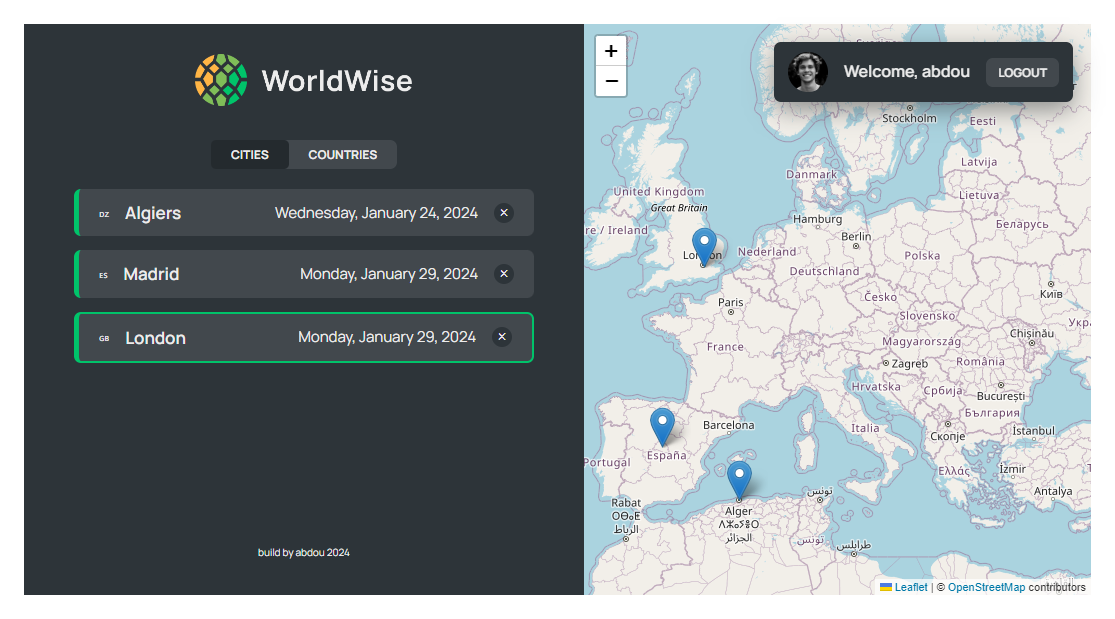 WorldWise
CITIES COUNTRIES
DZ Algiers Wednesday, January 24, 2024 ×
ES Madrid Monday, January 29, 2024 ×
GB London Monday, January 29, 2024 ×
build by abdou 2024
+
−
Welcome, abdou LOGOUT
Stockholm
Eesti
Latvija
Danmark
Lietuva
United Kingdom
Great Britain
re / Ireland
Hamburg
Беларусь
Berlin
London
Nederland
Polska
Deutschland
Київ
Česko
Paris
Slovensko
Укра
Chișinău
France
Magyarország
Zagreb
România
Hrvatska
Србија
București
България
Barcelona
Italia
İstanbul
Скопје
España
Portugal
Ελλάς
İzmir
Antalya
تونس
Rabat
ⵔⴱⴰⵟ
الرباط
Alger
الجزائر
تونس
طرابلس
Leaflet | © OpenStreetMap contributors